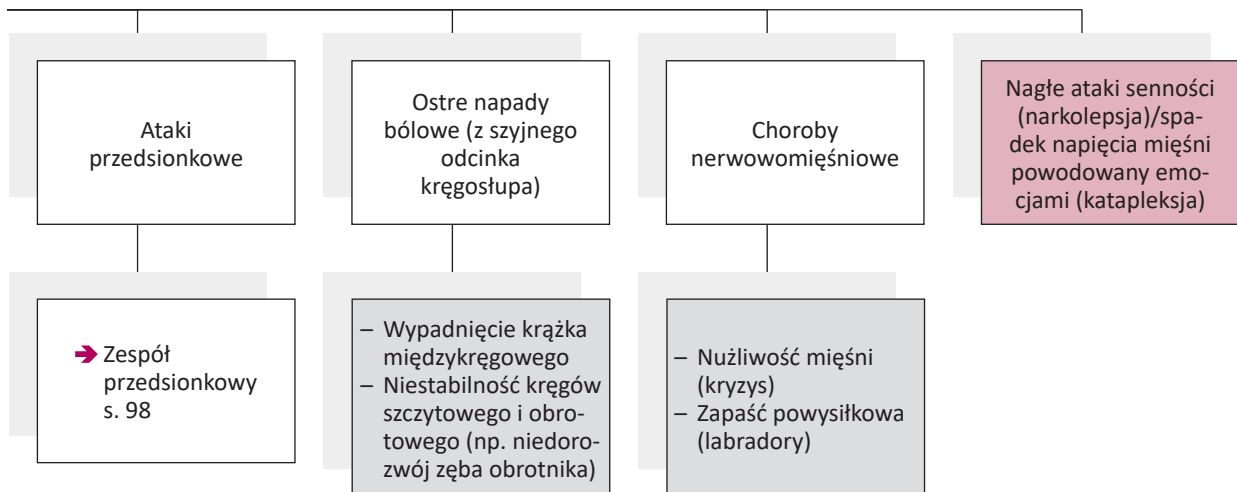 Ataki
przedsionkowe
Ostre napady
bólowe (z szyjnego
odcinka
kręgosłupa)
Choroby
nerwowomięśniowe
Nagłe ataki senności
(narkolepsja)/spa-
dek napięcia mięśni
powodowany emo-
cjami (katapleksja)
➔ Zespół
przedsionkowy
s. 98
– Wypadnięcie krążka
międzykręgowego
– Niestabilność kręgów
szczytowego i obro-
towego (np. niedoro-
zwój zęba obrotnika)
– Nużliwość mięśni
(kryzys)
– Zapaść powysiłkowa
(labradory)